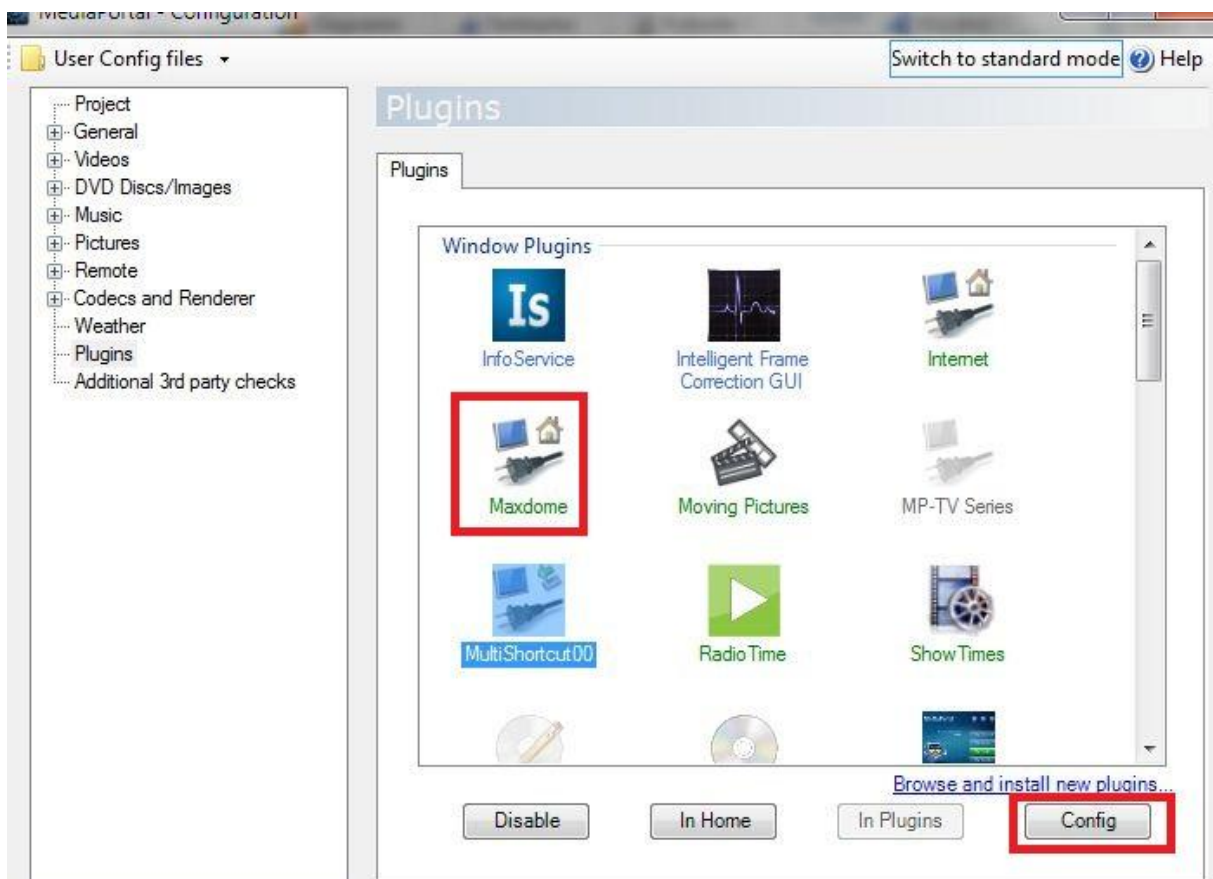 MediaPortal - Configuration
User Config files
Switch to standard mode
Help
Project
General
Videos
DVD Discs/Images
Music
Pictures
Remote
Codecs and Renderer
Weather
Plugins
Additional 3rd party checks
Plugins
Plugins
Window Plugins
Is
InfoService
Intelligent Frame
Correction GUI
Internet
Maxdome
Moving Pictures
MP-TV Series
MultiShortcut00
RadioTime
ShowTimes
Browse and install new plugins...
Disable
In Home
In Plugins
Config